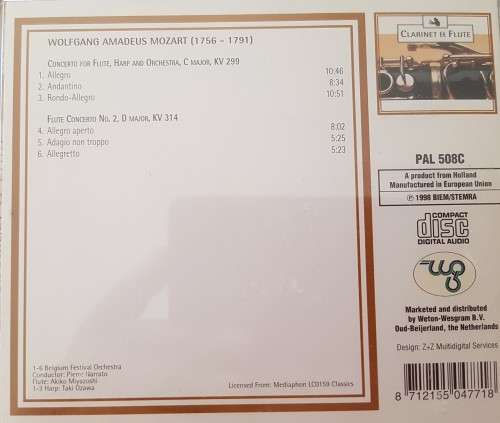 WOLFGANG AMADEUS MOZART (1756 - 1791)
CONCERTO FOR FLUTE, HARP AND ORCHESTRA, C MAJOR, KV 299
1. Allegro 10:46
2. Andantino 8:34
3. Rondo-Allegro 10:51
FLUTE CONCERTO NO. 2, D MAJOR, KV 314
4. Allegro aperto 8:02
5. Adagio non troppo 5:25
6. Allegretto 5:23
1-6 Belgium Festival Orchestra
Conductor: Pierre Narrato
Flute: Akiko Miyazoshi
1-3 Harp: Taki Ozawa
Licensed From: Mediaphon LC0159 Classics
CLARINET & FLUTE
PAL 508C
A product from Holland
Manufactured in European Union
℗ 1998 BIEM/STEMRA
COMPACT
disc
DIGITAL AUDIO
wg
Marketed and distributed
by Weton-Wesgram B.V.
Oud-Beijerland, the Netherlands
Design: Z+Z Multidigital Services
8 712155 047718